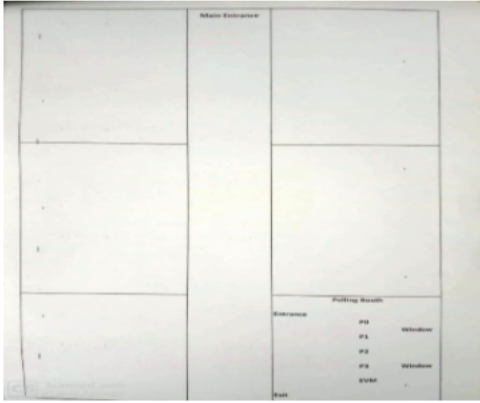 Main Entrance
Polling Booth
Entrance
P0
Window
P1
P2
P3 Window
EVM
Exit